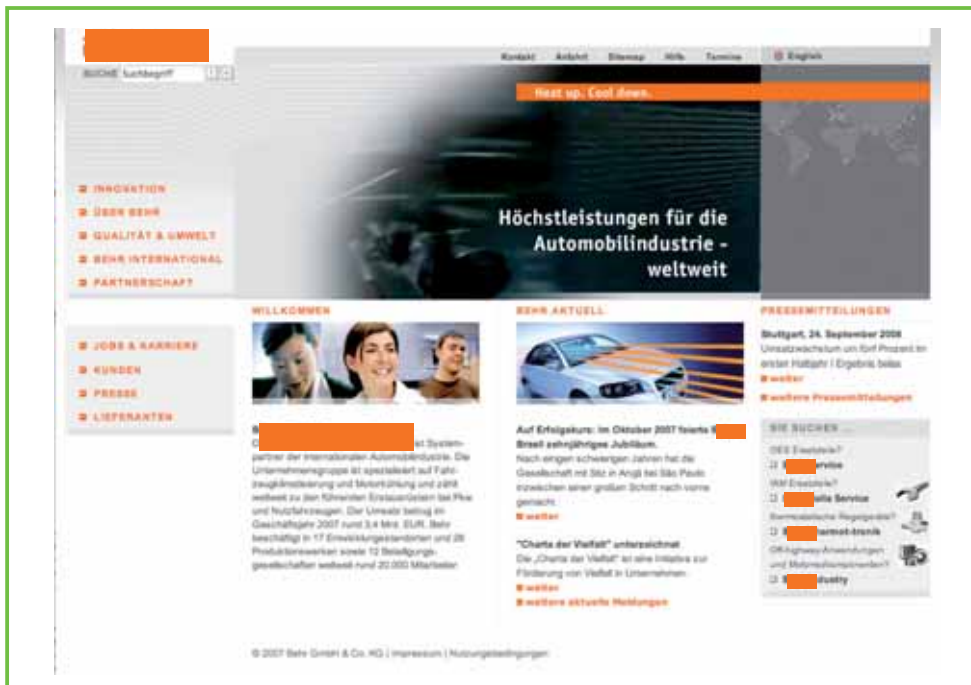 Kontakt Anfahrt Sitemap Hilfe Termine English
SUCHE Suchbegriff
Heat up. Cool down.
INNOVATION
ÜBER BEHR
QUALITÄT & UMWELT
BEHR INTERNATIONAL
PARTNERSCHAFT
Höchstleistungen für die
Automobilindustrie -
weltweit
JOBS & KARRIERE
KUNDEN
PRESSE
LIEFERANTEN
WILLKOMMEN
ist System-
partner der internationalen Automobilindustrie. Die
Unternehmensgruppe ist spezialisiert auf Fahr-
zeugklimatisierung und Motorkühlung und zählt
weltweit zu den führenden Erstausrüstern bei Pkw
und Nutzfahrzeugen. Der Umsatz betrug im
Geschäftsjahr 2007 rund 3,4 Mrd. EUR. Behr
beschäftigt in 17 Entwicklungsstandorten und 28
Produktionswerken sowie 12 Beteiligungs-
gesellschaften weltweit rund 20.000 Mitarbeiter.
BEHR AKTUELL
Auf Erfolgskurs: Im Oktober 2007 feierte
Brasil zehnjähriges Jubiläum.
Nach einigen schwierigen Jahren hat die
Gesellschaft mit Sitz in Arujá bei São Paulo
inzwischen einen großen Schritt nach vorne
gemacht.
weiter
"Charta der Vielfalt" unterzeichnet
Die „Charta der Vielfalt" ist eine Initiative zur
Förderung von Vielfalt in Unternehmen.
weiter
weitere aktuelle Meldungen
PRESSEMITTEILUNGEN
Stuttgart, 24. September 2008
Umsatzwachstum um fünf Prozent im
ersten Halbjahr | Ergebnis
weiter
weitere Pressemitteilungen
SIE SUCHEN ...
OES Ersatzteile?
ervice
IAM Ersatzteile?
ella Service
thermostatische Regelgeräte?
hermot-tronik
Off-highway-Anwendungen
und Motorradkomponenten?
dustry
© 2007 Behr GmbH & Co. KG | Impressum | Nutzungsbedingungen